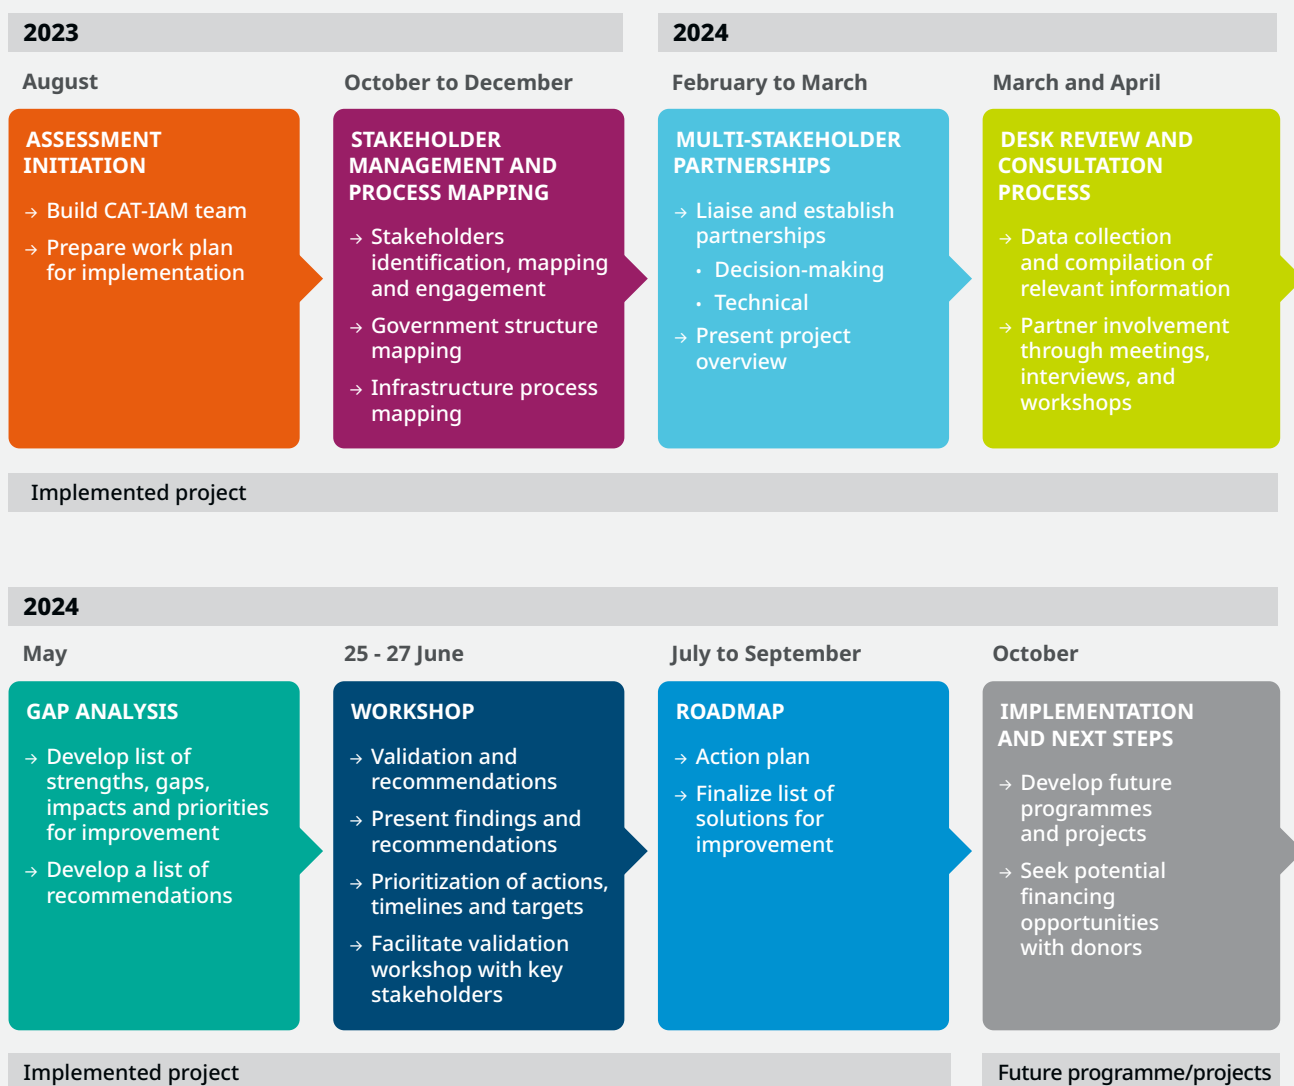 2023
August
ASSESSMENT
INITIATION
→ Build CAT-IAM team
→ Prepare work plan
for implementation
October to December
STAKEHOLDER
MANAGEMENT AND
PROCESS MAPPING
→ Stakeholders
identification, mapping
and engagement
→ Government structure
mapping
→ Infrastructure process
mapping
2024
February to March
MULTI-STAKEHOLDER
PARTNERSHIPS
→ Liaise and establish
partnerships
• Decision-making
• Technical
→ Present project
overview
March and April
DESK REVIEW AND
CONSULTATION
PROCESS
→ Data collection
and compilation of
relevant information
→ Partner involvement
through meetings,
interviews, and
workshops
Implemented project
2024
May
GAP ANALYSIS
→ Develop list of
strengths, gaps,
impacts and priorities
for improvement
→ Develop a list of
recommendations
25 - 27 June
WORKSHOP
→ Validation and
recommendations
→ Present findings and
recommendations
→ Prioritization of actions,
timelines and targets
→ Facilitate validation
workshop with key
stakeholders
July to September
ROADMAP
→ Action plan
→ Finalize list of
solutions for
improvement
October
IMPLEMENTATION
AND NEXT STEPS
→ Develop future
programmes
and projects
→ Seek potential
financing
opportunities
with donors
Implemented project
Future programme/projects